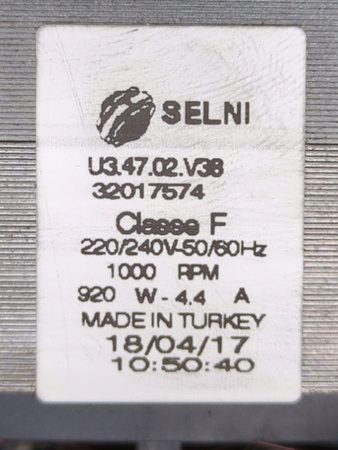 SELNI
U3.47.02.V38
32017574
Classe F
220/240V-50/60Hz
1000 RPM
920 W - 4.4 A
MADE IN TURKEY
18/04/17
10:50:40